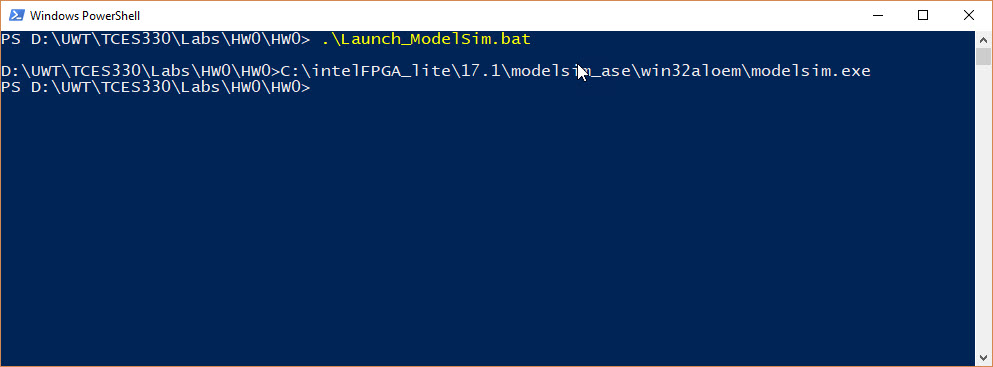 Windows PowerShell
PS D:\UWT\TCES330\Labs\HW0\HW0> .\Launch_ModelSim.bat
D:\UWT\TCES330\Labs\HW0\HW0>C:\intelFPGA_lite\17.1\modelsim_ase\win32aloem\modelsim.exe
PS D:\UWT\TCES330\Labs\HW0\HW0>